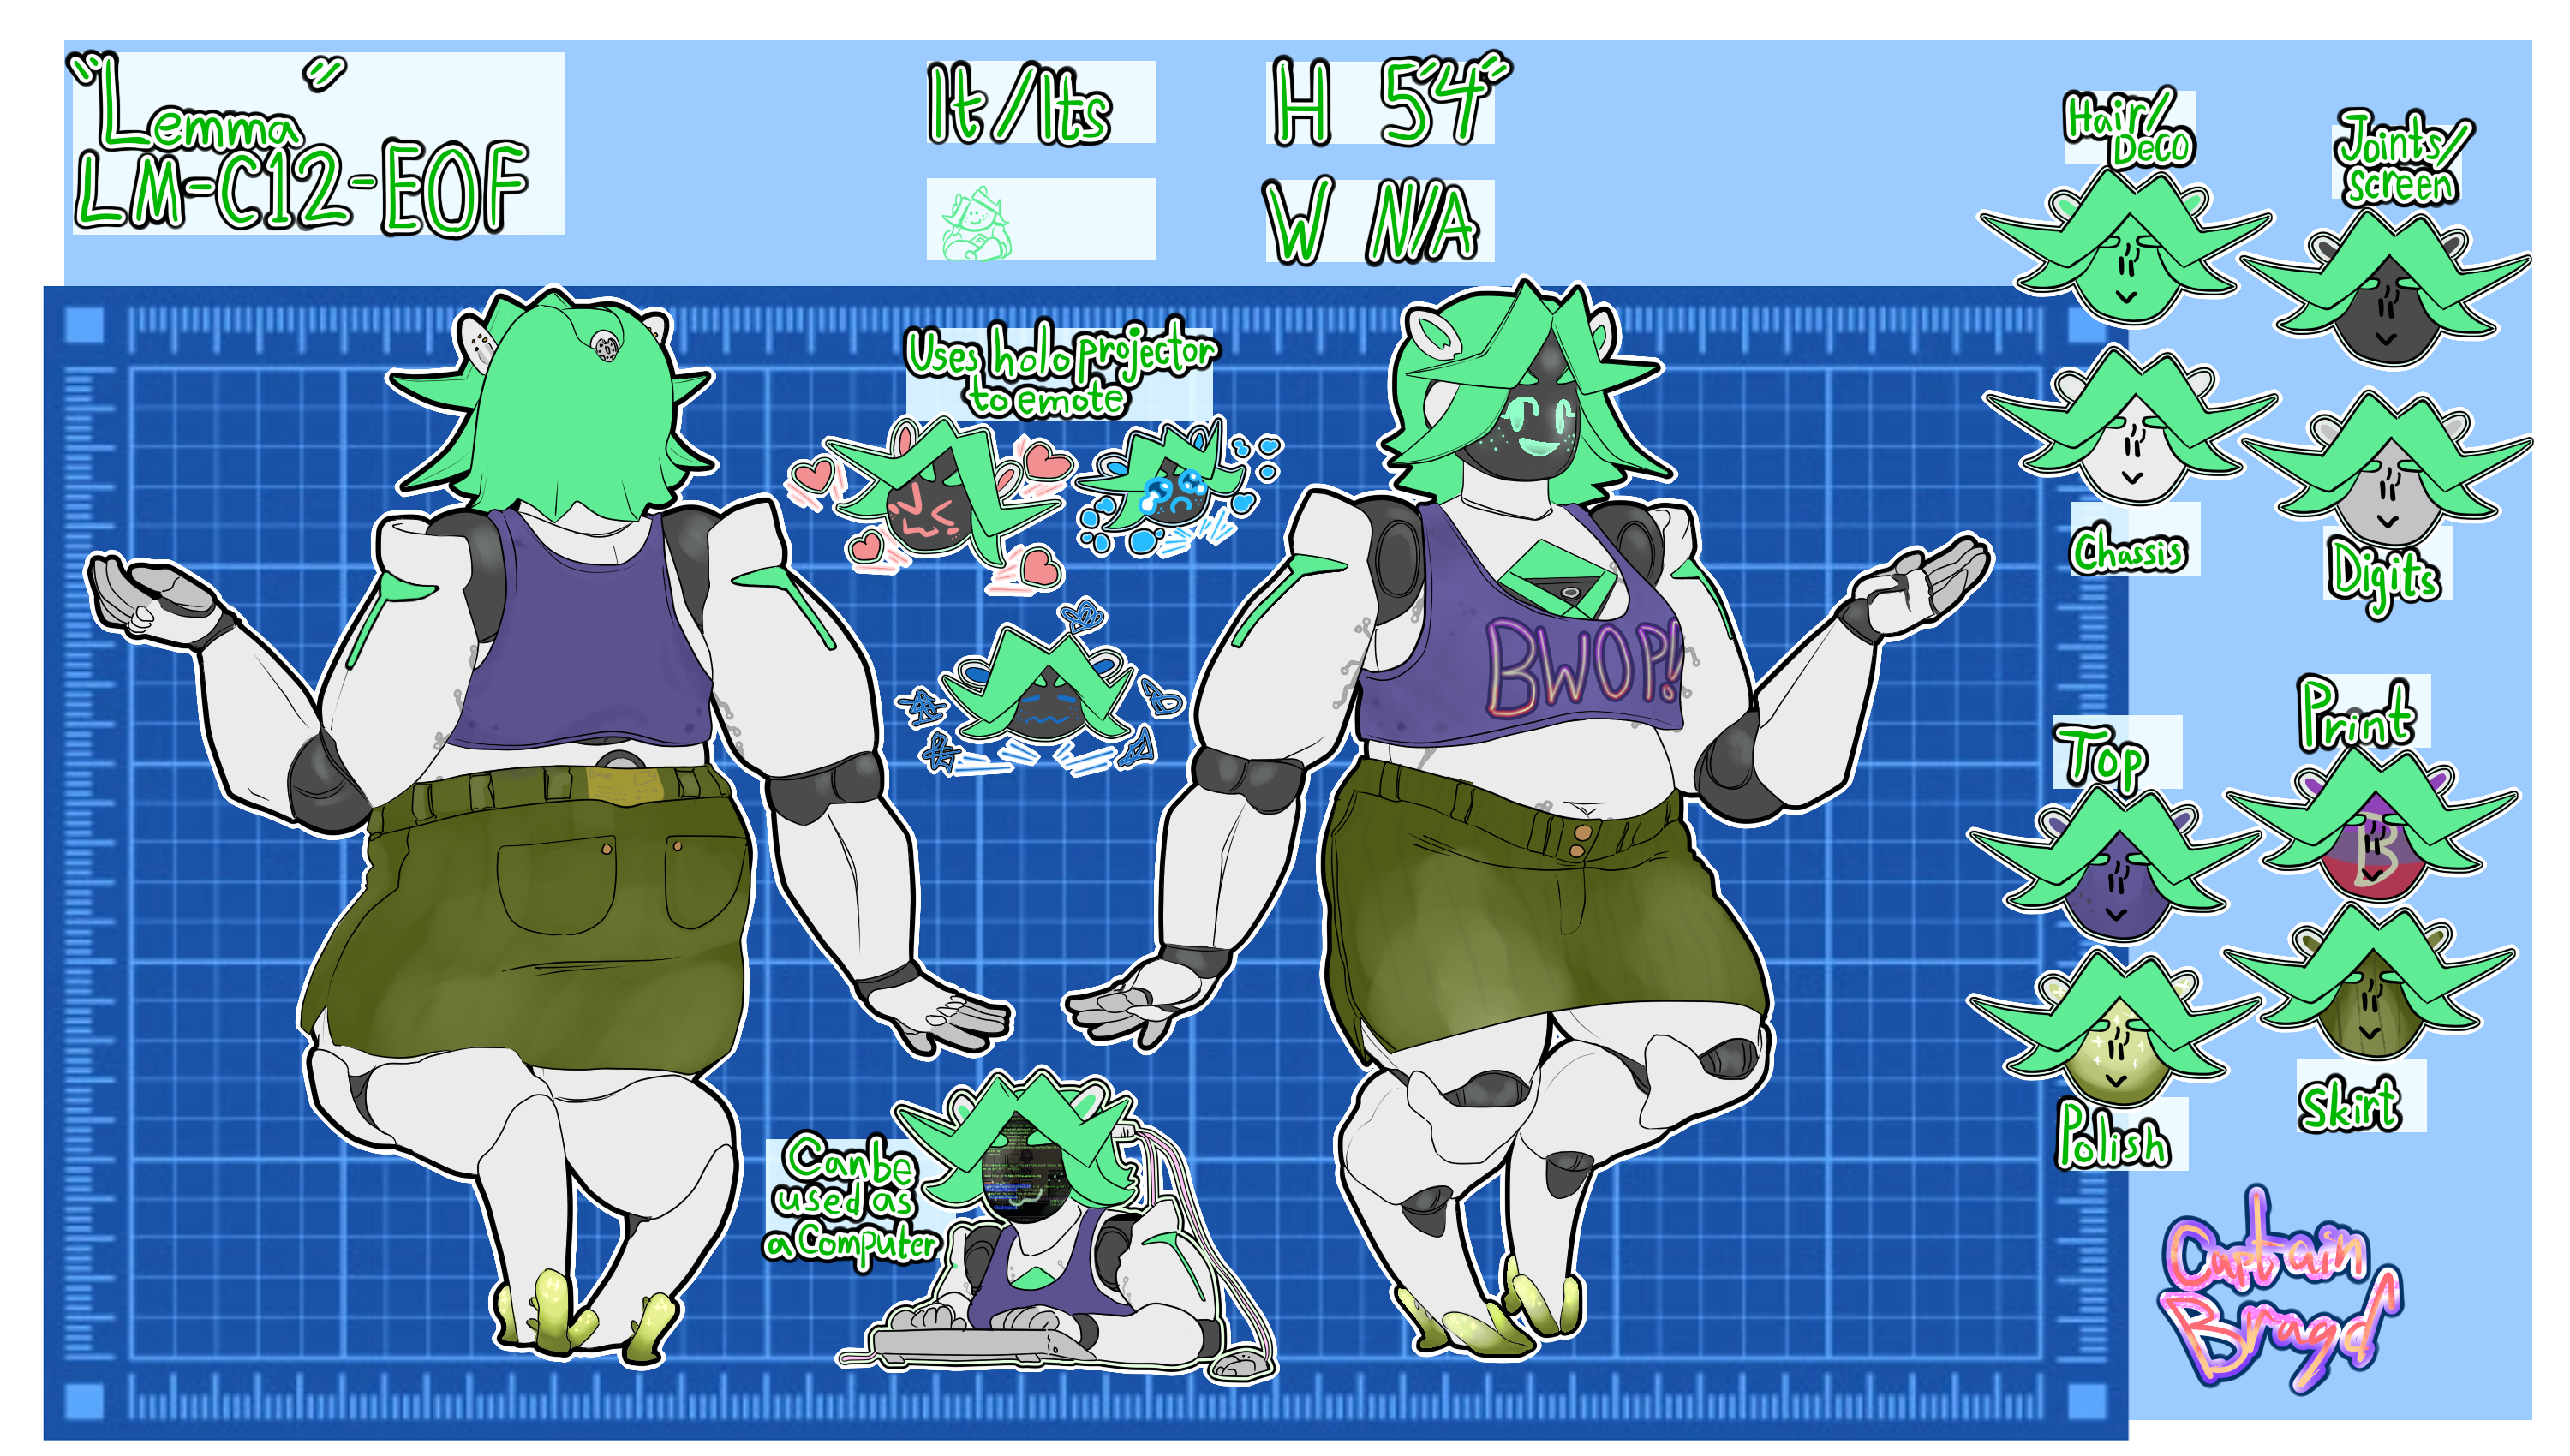 "Lemma"
LM-C12-EOF
It/Its
H 5'4"
W N/A
Hair/
Deco
Joints/
screen
Chassis
Digits
Uses holo projector
to emote
BWOP!
Top
Print
B
Polish
Skirt
Can be
used as
a Computer
Captain
Bragd